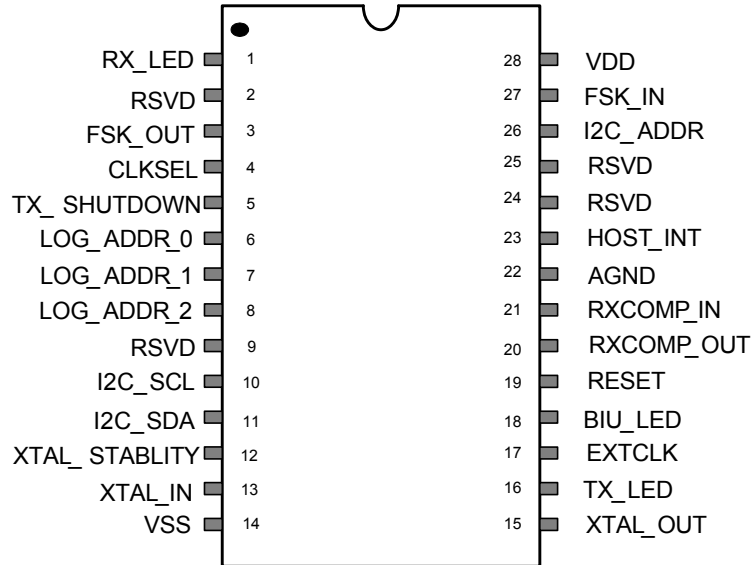 RX_LED 1 28 VDD
RSVD 2 27 FSK_IN
FSK_OUT 3 26 I2C_ADDR
CLKSEL 4 25 RSVD
TX_ SHUTDOWN 5 24 RSVD
LOG_ADDR_0 6 23 HOST_INT
LOG_ADDR_1 7 22 AGND
LOG_ADDR_2 8 21 RXCOMP_IN
RSVD 9 20 RXCOMP_OUT
I2C_SCL 10 19 RESET
I2C_SDA 11 18 BIU_LED
XTAL_ STABLITY 12 17 EXTCLK
XTAL_IN 13 16 TX_LED
VSS 14 15 XTAL_OUT